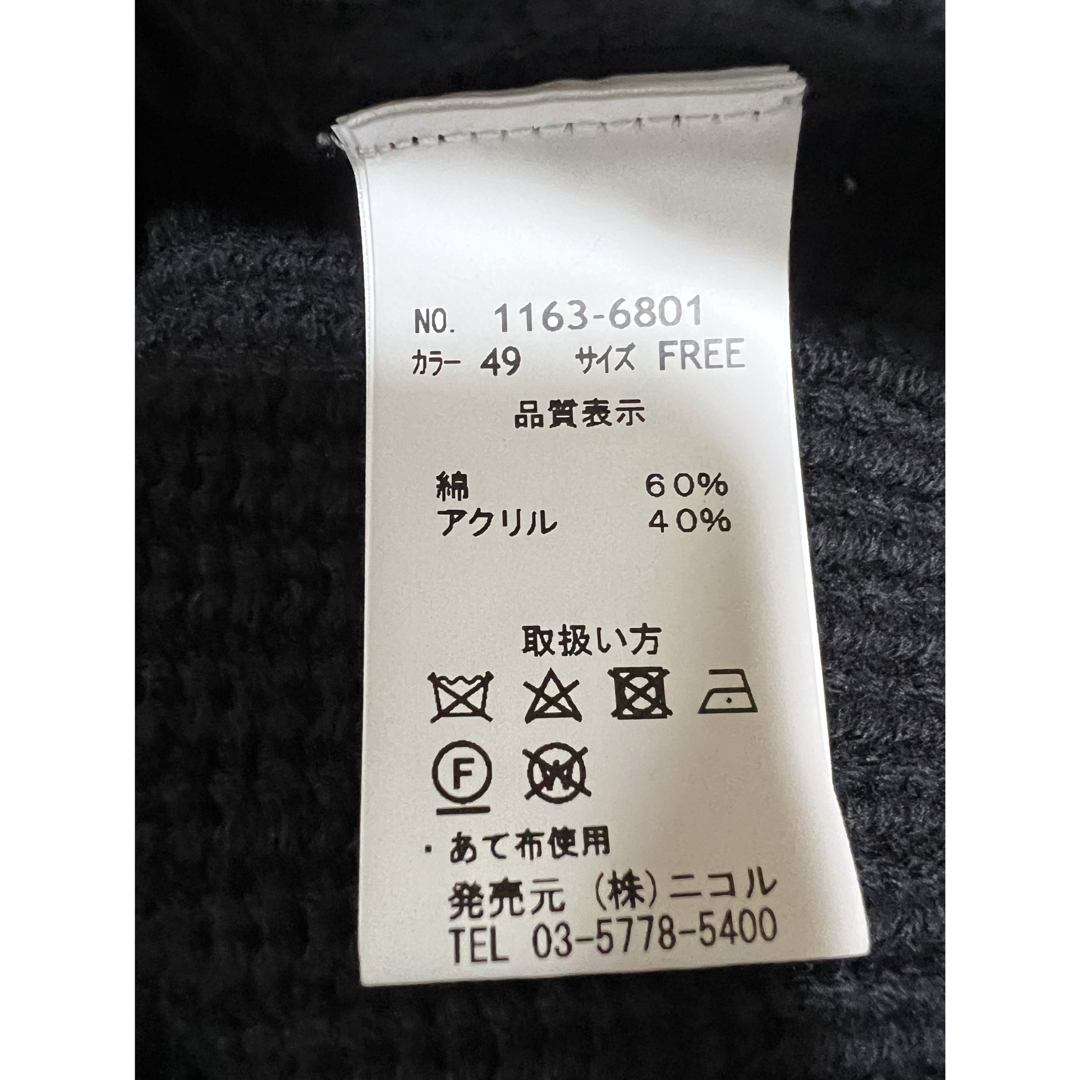 NO. 1163-6801
カラー 49 サイズ FREE
品質表示
綿 60%
アクリル 40%
取扱い方
F W
・あて布使用
発売元 (株)ニコル
TEL 03-5778-5400